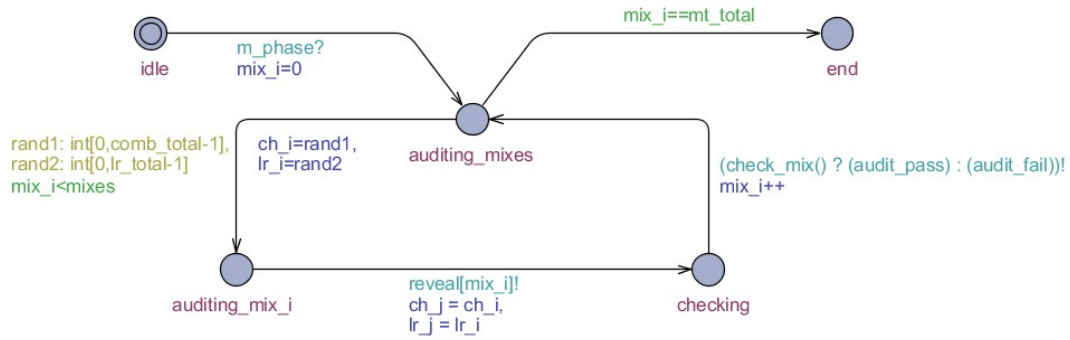 mix_i==mt_total
m_phase?
mix_i=0
idle
end
rand1: int[0,comb_total-1],
rand2: int[0,lr_total-1]
mix_i<mixes
ch_i=rand1,
lr_i=rand2
auditing_mixes
(check_mix() ? (audit_pass) : (audit_fail))!
mix_i++
auditing_mix_i
reveal[mix_i]!
ch_j = ch_i,
lr_j = lr_i
checking